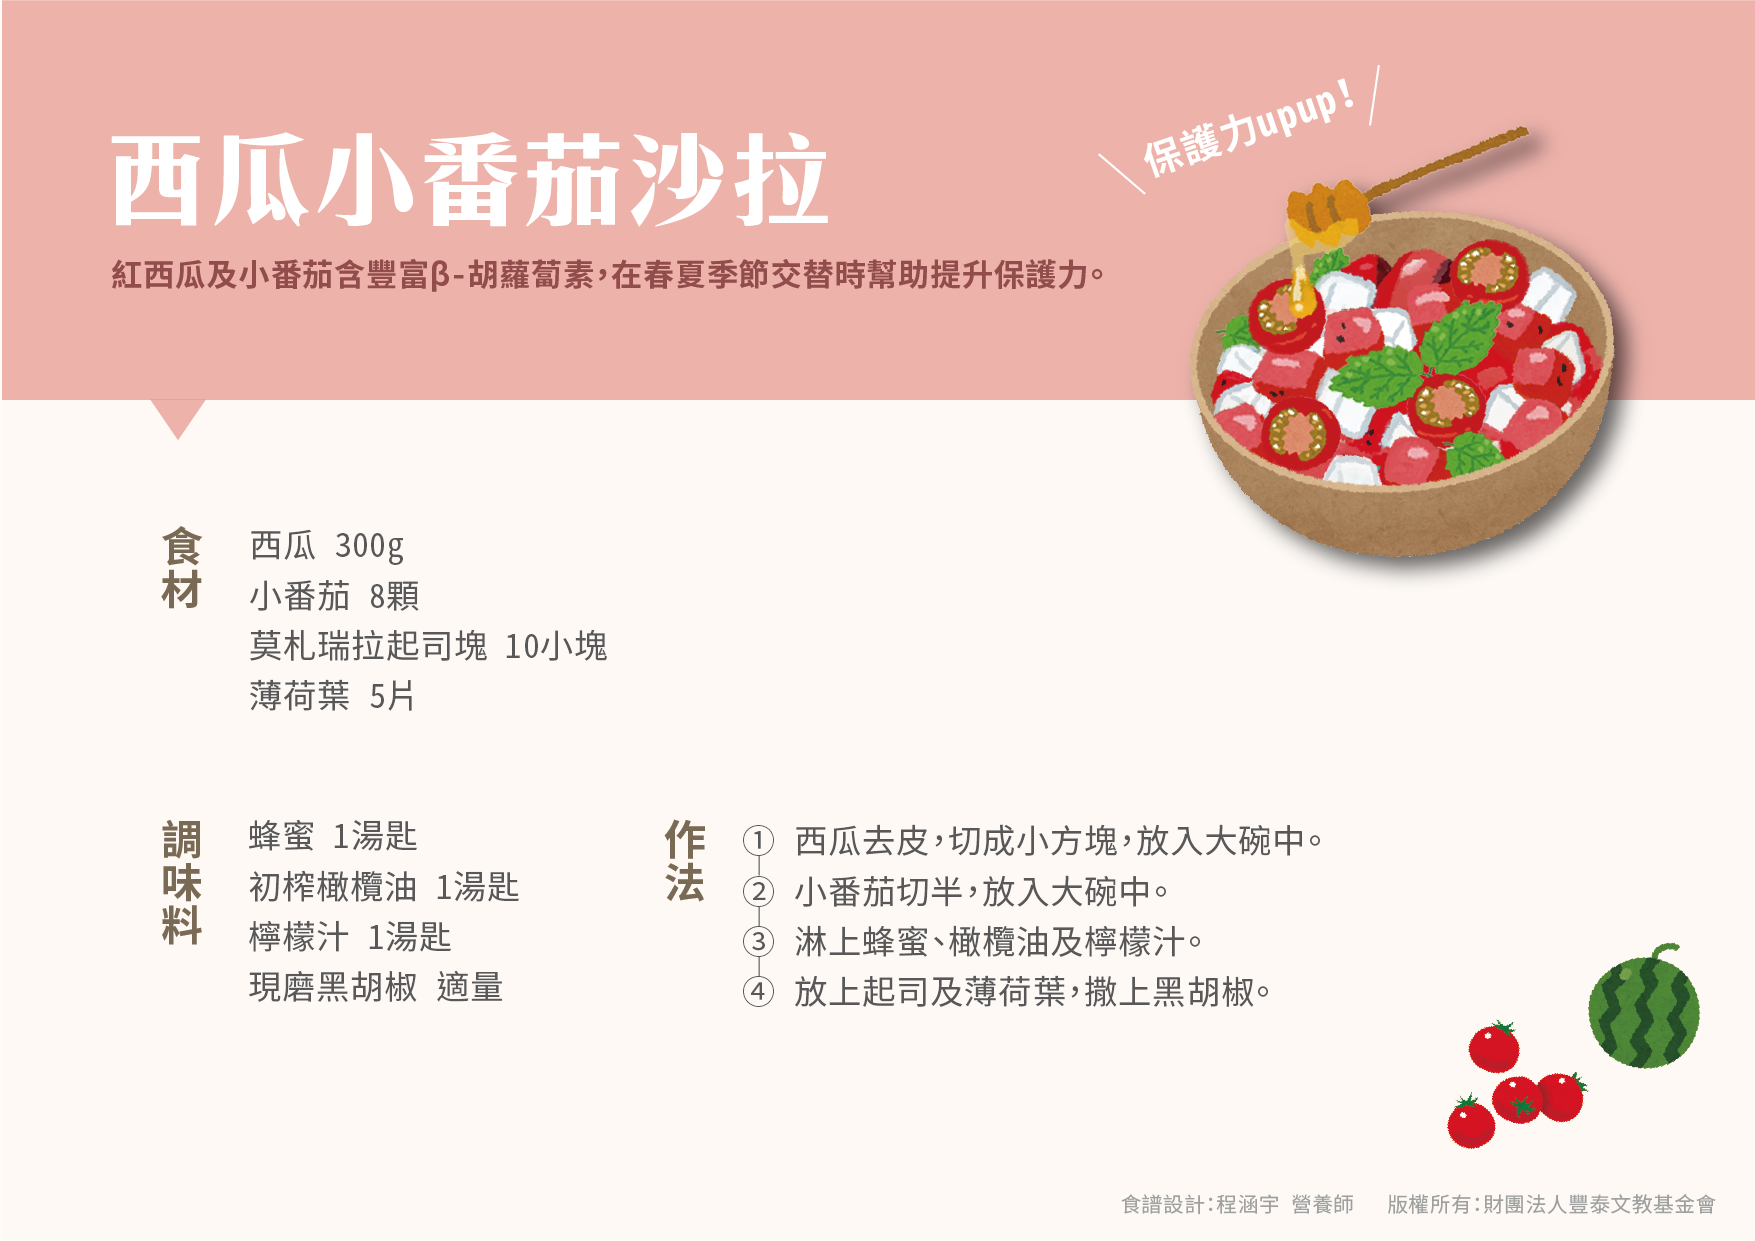 西瓜小番茄沙拉
保護力upup!
紅西瓜及小番茄含豐富β-胡蘿蔔素,在春夏季節交替時幫助提升保護力。
食材
西瓜 300g
小番茄 8顆
莫札瑞拉起司塊 10小塊
薄荷葉 5片
調味料
蜂蜜 1湯匙
初榨橄欖油 1湯匙
檸檬汁 1湯匙
現磨黑胡椒 適量
作法
① 西瓜去皮,切成小方塊,放入大碗中。
② 小番茄切半,放入大碗中。
③ 淋上蜂蜜、橄欖油及檸檬汁。
④ 放上起司及薄荷葉,撒上黑胡椒。
食譜設計:程涵宇 營養師 版權所有:財團法人豐泰文教基金會